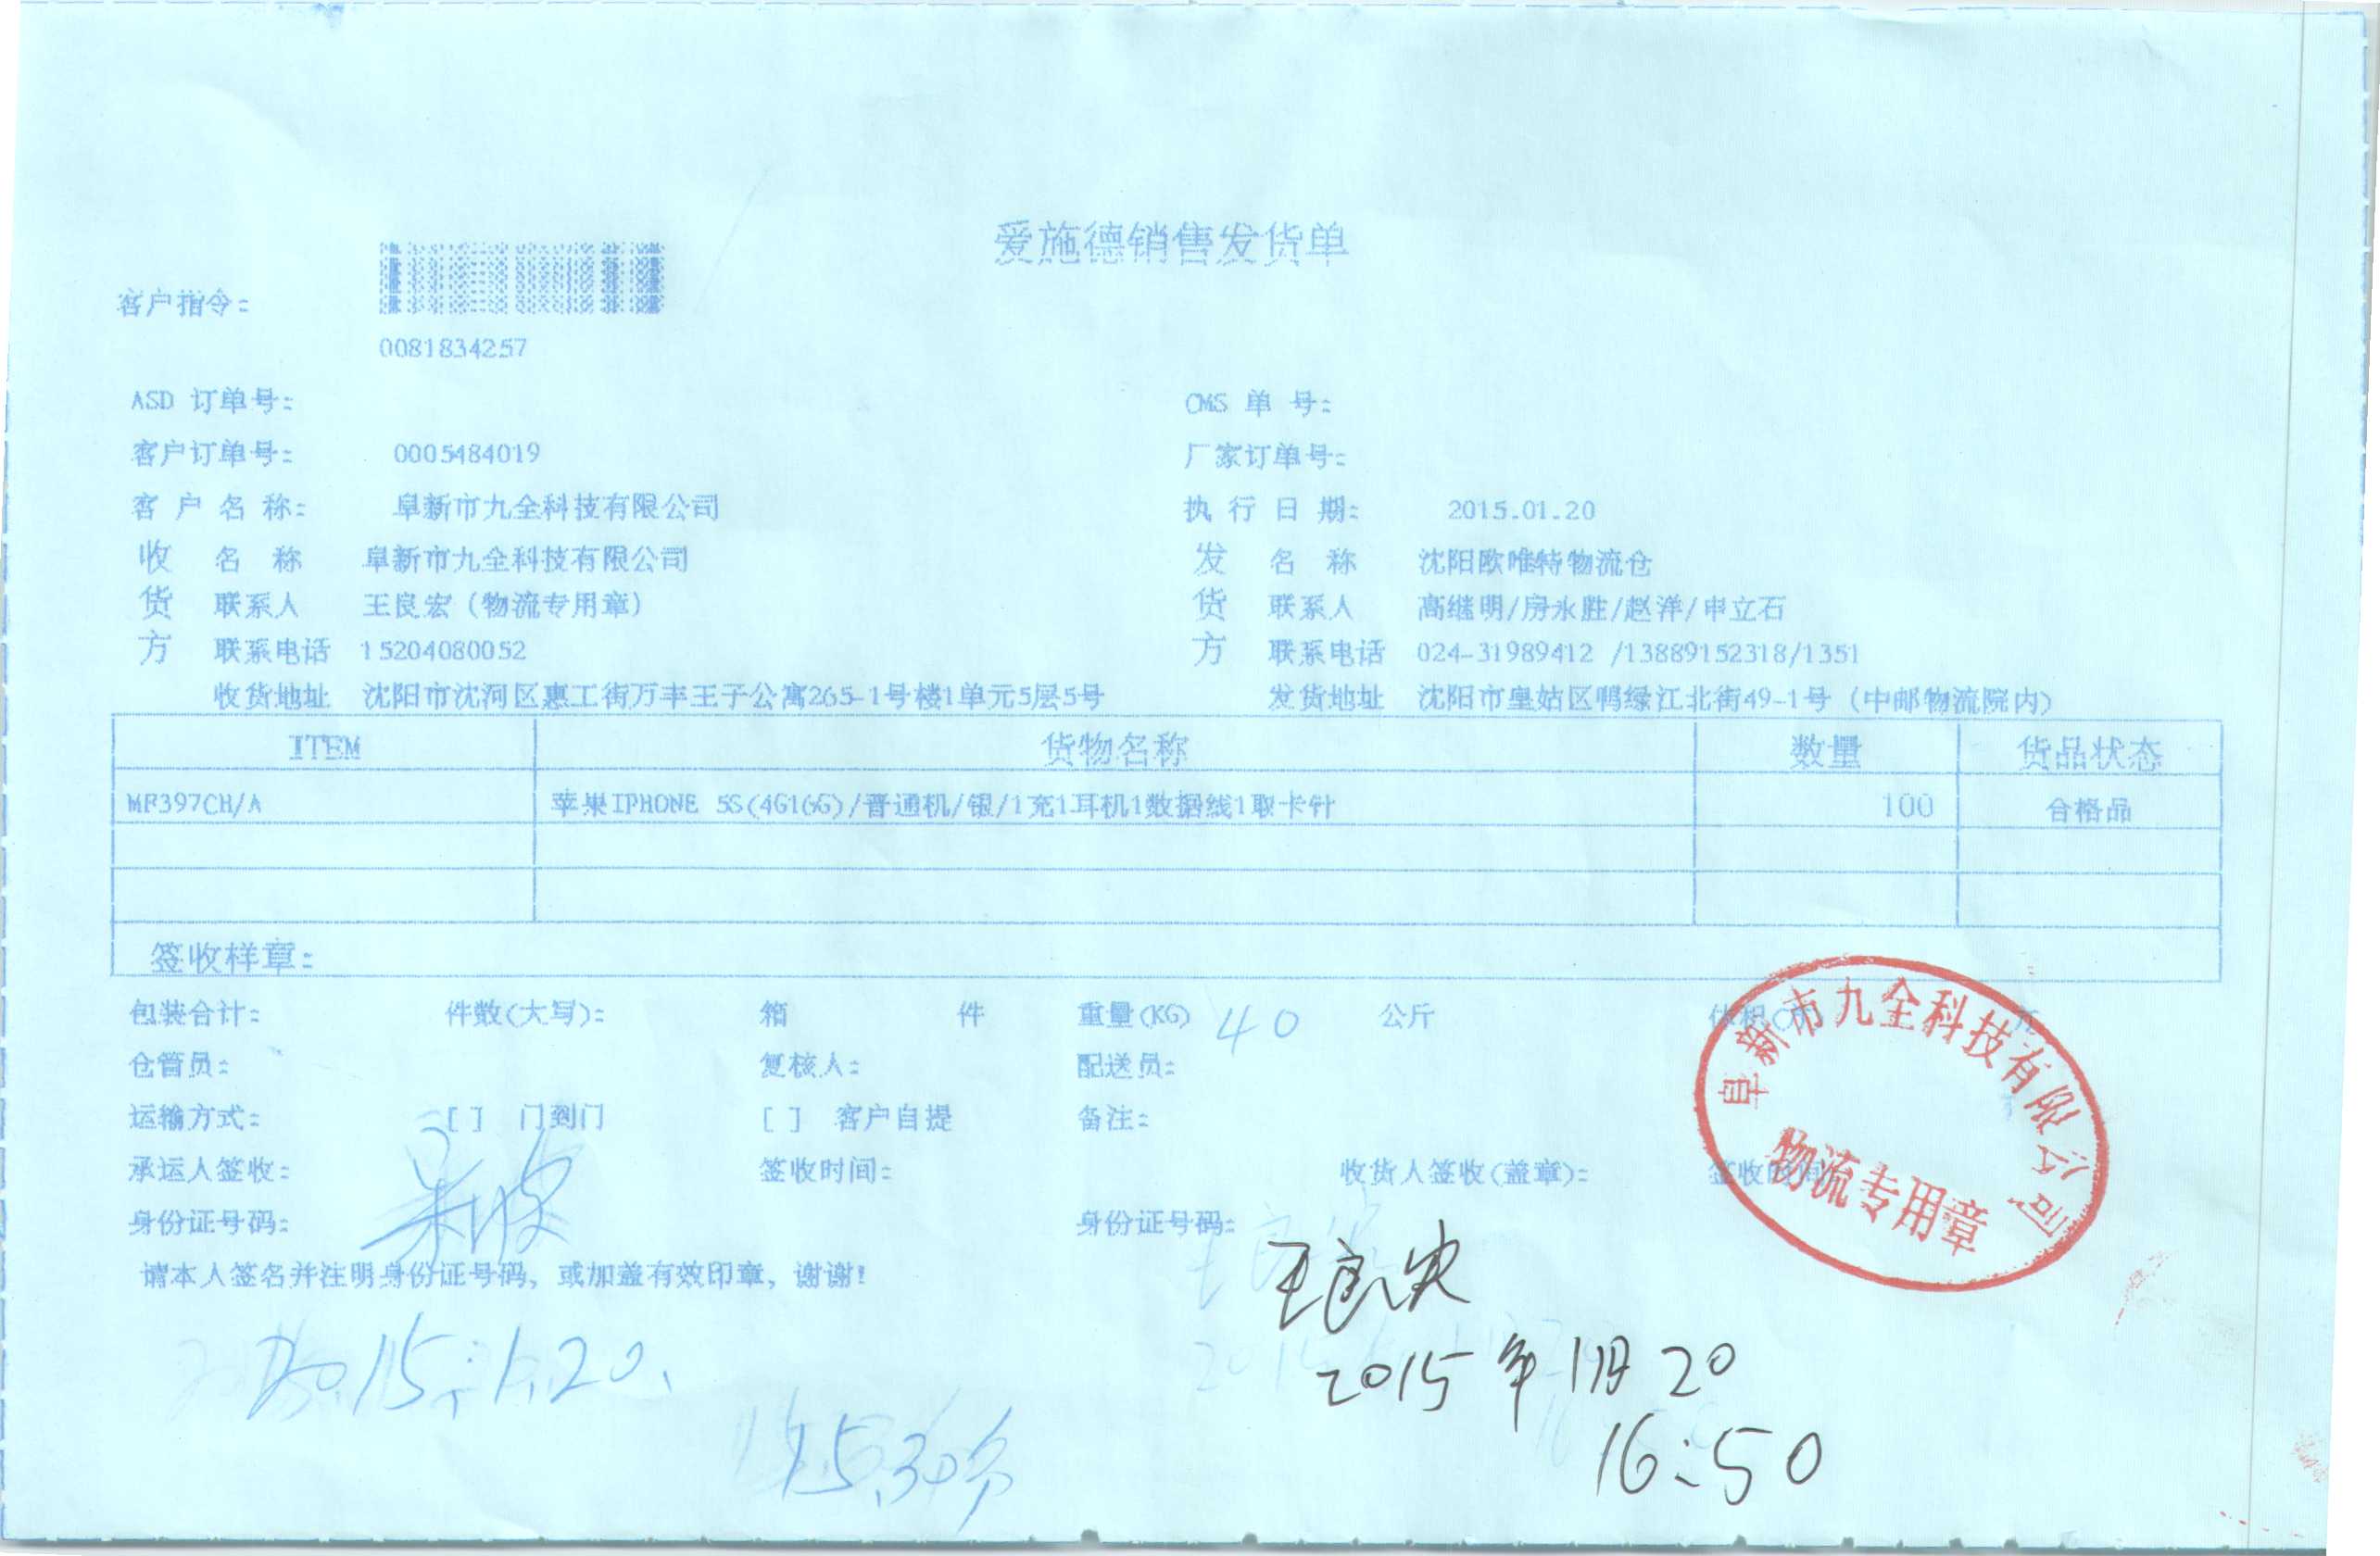 爱施德销售发货单
客户指令:
0081834257
ASD 订单号: CMS 单 号:
客户订单号: 0005484019 厂家订单号:
客 户 名 称: 阜新市九全科技有限公司 执 行 日 期: 2015.01.20
收 名 称 阜新市九全科技有限公司 发 名 称 沈阳欧唯特物流仓
货 联系人 王良宏（物流专用章） 货 联系人 高继明/房永胜/赵洋/申立石
方 联系电话 15204080052 方 联系电话 024-31989412 /13889152318/1351
收货地址 沈阳市沈河区惠工街万丰王子公寓265-1号楼1单元5层5号 发货地址 沈阳市皇姑区鸭绿江北街49-1号（中邮物流院内）
ITEM 货物名称 数量 货品状态
MF397CH/A 苹果IPHONE 5S(4G16G)/普通机/银/1充1耳机1数据线1取卡针 100 合格品
签收样章:
包装合计: 件数(大写): 箱 件 重量(KG) 40 公斤
仓管员: 复核人: 配送员:
运输方式: [ ] 门到门 [ ] 客户自提 备注:
承运人签收: 签收时间: 收货人签收(盖章): 签收时间
身份证号码: 身份证号码:
请本人签名并注明身份证号码，或加盖有效印章，谢谢!
阜新市九全科技有限公司
物流专用章
2015.1.20.
15.30分
2015年1月20
16:50